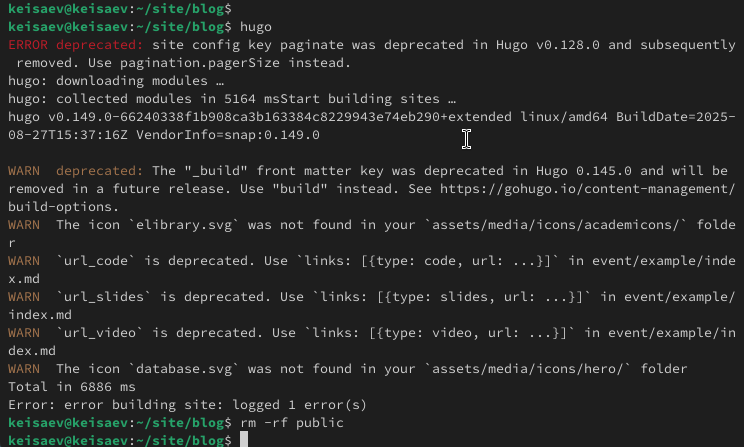 keisaev@keisaev:~/site/blog$
keisaev@keisaev:~/site/blog$ hugo
ERROR deprecated: site config key paginate was deprecated in Hugo v0.128.0 and subsequently
 removed. Use pagination.pagerSize instead.
hugo: downloading modules …
hugo: collected modules in 5164 msStart building sites …
hugo v0.149.0-66240338f1b908ca3b163384c8229943e74eb290+extended linux/amd64 BuildDate=2025-
08-27T15:37:16Z VendorInfo=snap:0.149.0
WARN  deprecated: The "_build" front matter key was deprecated in Hugo 0.145.0 and will be
removed in a future release. Use "build" instead. See https://gohugo.io/content-management/
build-options.
WARN  The icon `elibrary.svg` was not found in your `assets/media/icons/academicons/` folde
r
WARN  `url_code` is deprecated. Use `links: [{type: code, url: ...}]` in event/example/inde
x.md
WARN  `url_slides` is deprecated. Use `links: [{type: slides, url: ...}]` in event/example/
index.md
WARN  `url_video` is deprecated. Use `links: [{type: video, url: ...}]` in event/example/in
dex.md
WARN  The icon `database.svg` was not found in your `assets/media/icons/hero/` folder
Total in 6886 ms
Error: error building site: logged 1 error(s)
keisaev@keisaev:~/site/blog$ rm -rf public
keisaev@keisaev:~/site/blog$